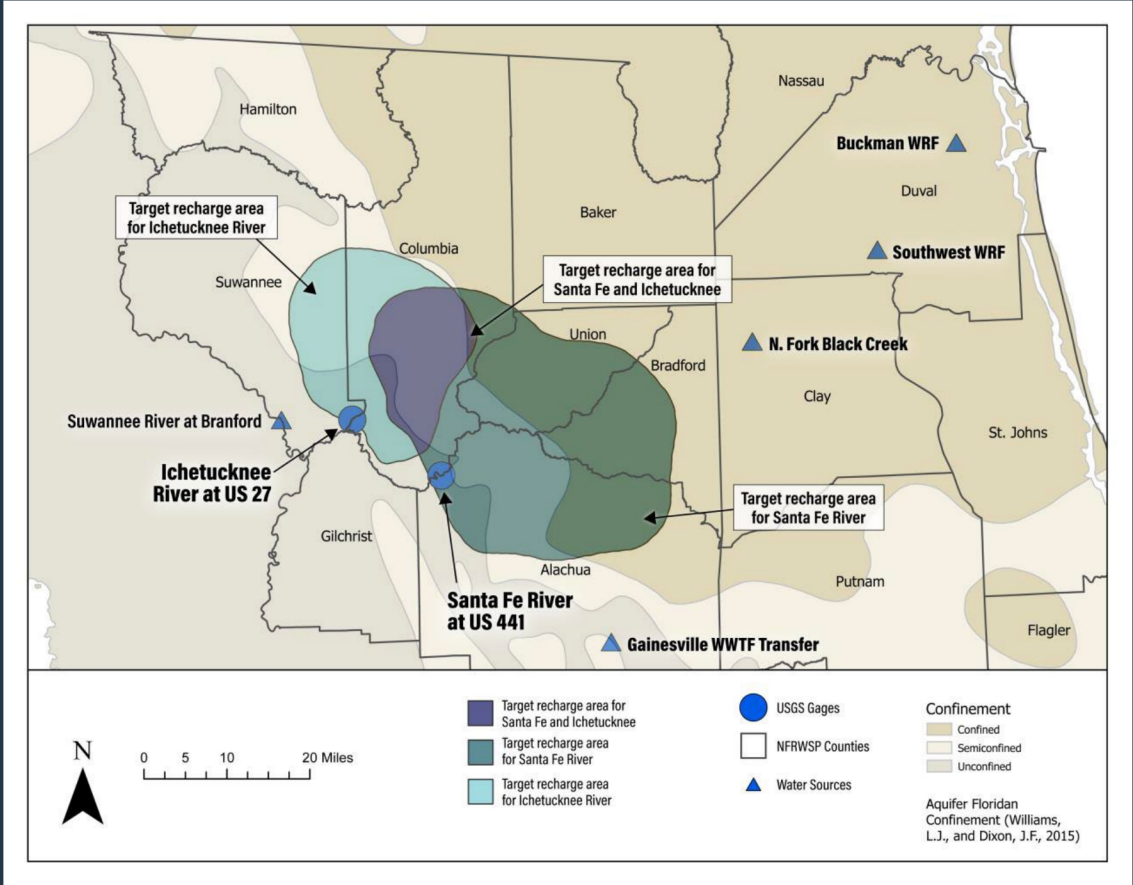 Nassau
Hamilton
Buckman WRF
Duval
Target recharge area
for Ichetucknee River
Baker
Columbia
Southwest WRF
Target recharge area for
Santa Fe and Ichetucknee
Suwannee
Union
N. Fork Black Creek
Bradford
Clay
Suwannee River at Branford
St. Johns
Ichetucknee
River at US 27
Target recharge area
for Santa Fe River
Gilchrist
Alachua
Putnam
Santa Fe River
at US 441
Flagler
Gainesville WWTF Transfer
N
0 5 10 20 Miles
Target recharge area for
Santa Fe and Ichetucknee
Target recharge area
for Santa Fe River
Target recharge area
for Ichetucknee River
USGS Gages
NFRWSP Counties
Water Sources
Confinement
Confined
Semiconfined
Unconfined
Aquifer Floridan
Confinement (Williams,
L.J., and Dixon, J.F., 2015)